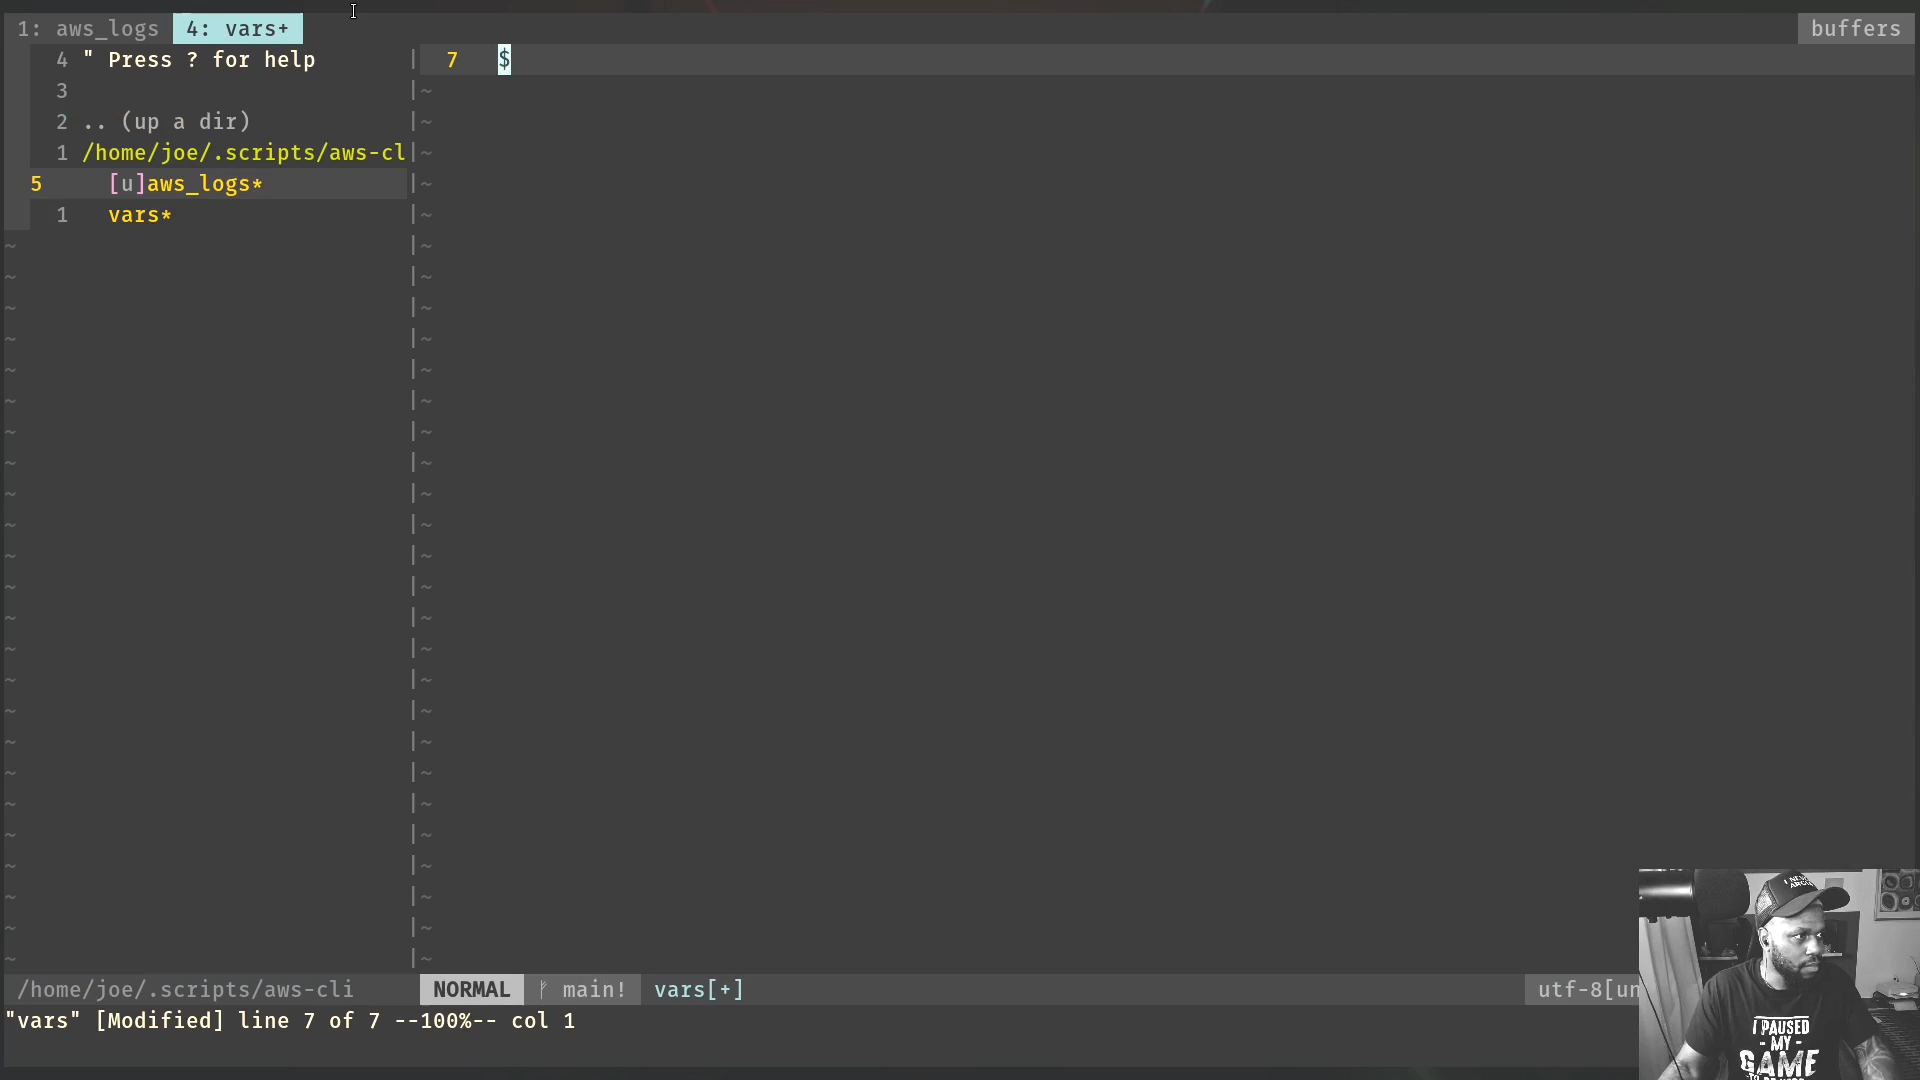 1: aws_logs 4: vars+ buffers
4 " Press ? for help
3
2 .. (up a dir)
1 /home/joe/.scripts/aws-cl
5 [u]aws_logs*
1 vars*
7 $
/home/joe/.scripts/aws-cli NORMAL main! vars[+] utf-8[un
"vars" [Modified] line 7 of 7 --100%-- col 1
I PAUSED
- MY -
GAME